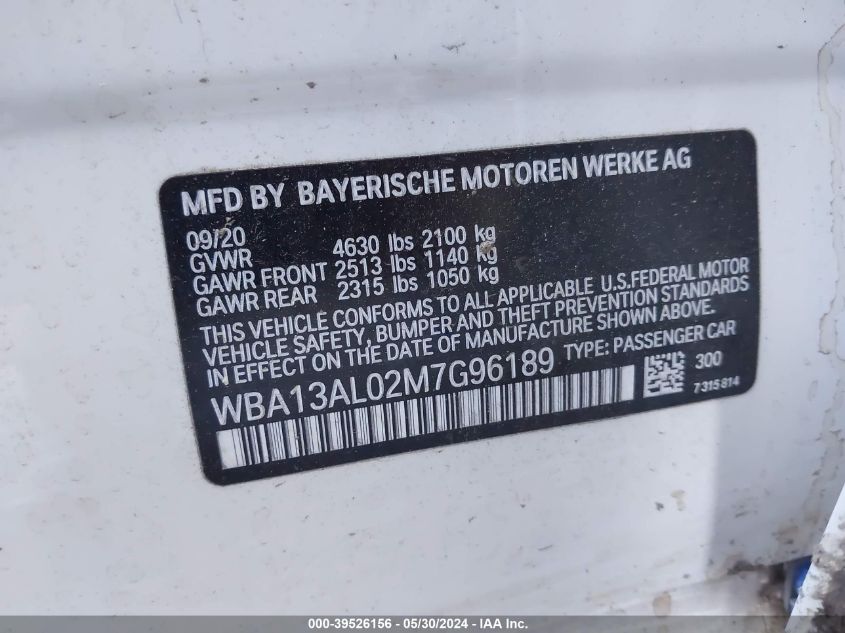 MFD BY BAYERISCHE MOTOREN WERKE AG
09/20
GVWR 4630 lbs 2100 kg
GAWR FRONT 2513 lbs 1140 kg
GAWR REAR 2315 lbs 1050 kg
THIS VEHICLE CONFORMS TO ALL APPLICABLE U.S.FEDERAL MOTOR
VEHICLE SAFETY, BUMPER AND THEFT PREVENTION STANDARDS
IN EFFECT ON THE DATE OF MANUFACTURE SHOWN ABOVE.
WBA13AL02M7G96189 TYPE: PASSENGER CAR
300
7315814
000-39526156 - 05/30/2024 - IAA Inc.